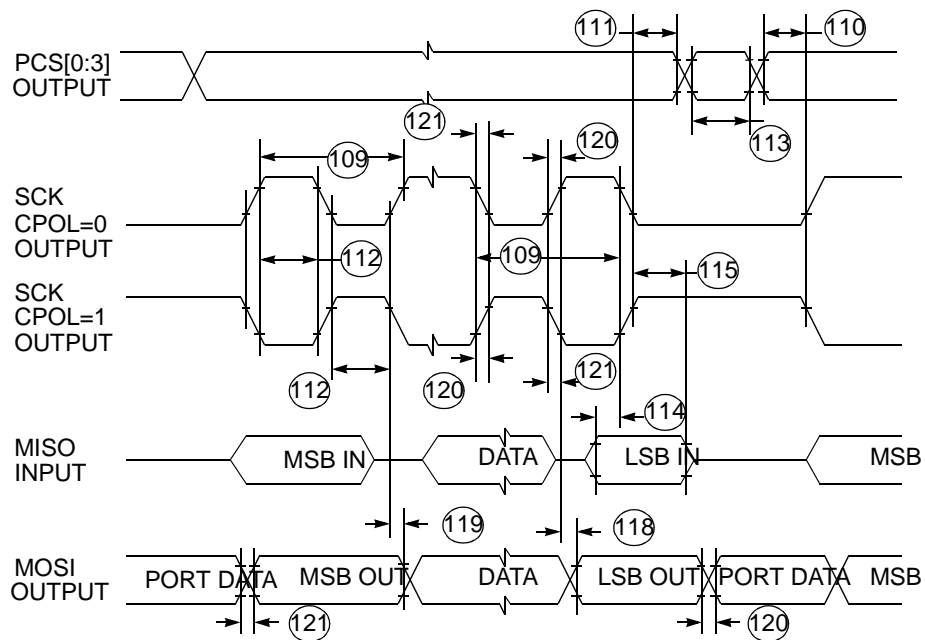 111
110
PCS[0:3]
OUTPUT
121
120
113
109
SCK
CPOL=0
OUTPUT
112
109
115
SCK
CPOL=1
OUTPUT
112
120
121
114
MISO
INPUT
MSB IN
DATA
LSB IN
MSB
119
118
MOSI
OUTPUT
PORT DATA
MSB OUT
DATA
LSB OUT
PORT DATA
MSB
121
120